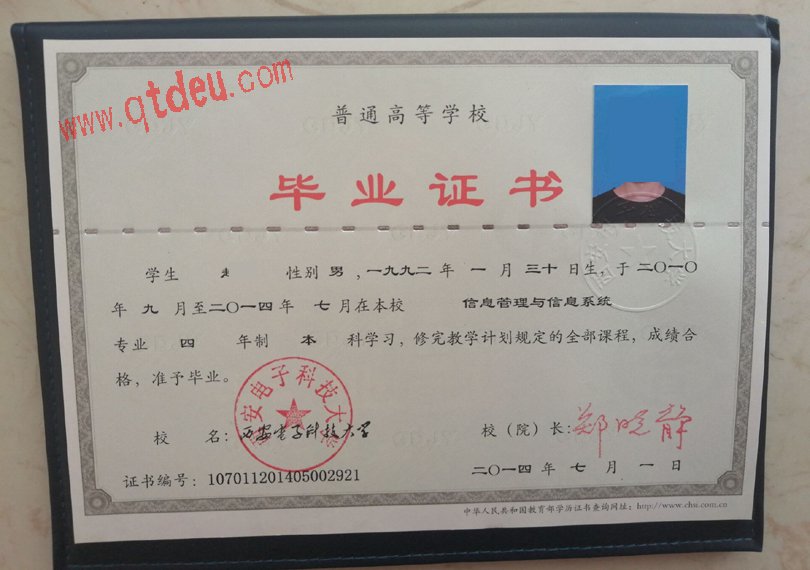 www.qtdeu.com
普通高等学校
毕业证书
学生 性别 男，一九九二 年 一 月 三十 日生，于 二〇一〇
年 九 月至 二〇一四 年 七 月在本校 信息管理与信息系统
专业 四 年制 本 科学习，修完教学计划规定的全部课程，成绩合
格，准予毕业。
西安电子科技大学
校 名：西安电子科技大学
校（院）长：郑晓静
证书编号：107011201405002921
二〇一四 年 七 月 一 日
中华人民共和国教育部学历证书查询网址：http://www.chsi.com.cn